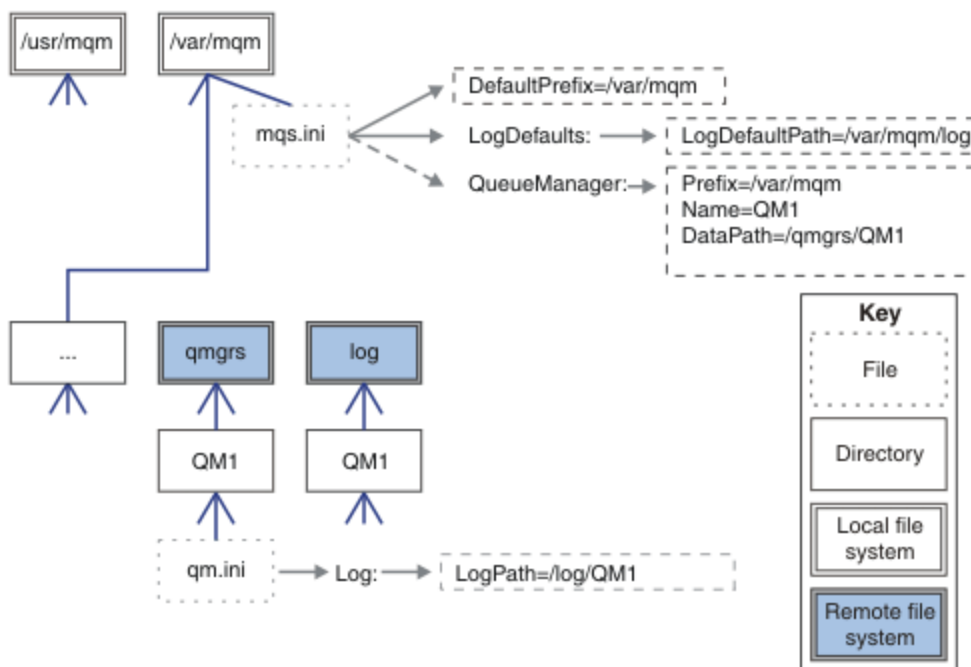 /usr/mqm
/var/mqm
mqs.ini
DefaultPrefix=/var/mqm
LogDefaults:
LogDefaultPath=/var/mqm/log
QueueManager:
Prefix=/var/mqm
Name=QM1
DataPath=/qmgrs/QM1
...
qmgrs
log
QM1
QM1
qm.ini
Log:
LogPath=/log/QM1
Key
File
Directory
Local file
system
Remote file
system